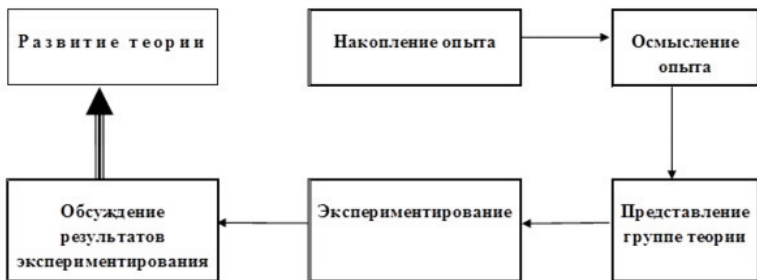 Развитие теории
Накопление опыта
Осмысление
опыта
Обсуждение
результатов
экспериментирования
Экспериментирование
Представление
группе теории